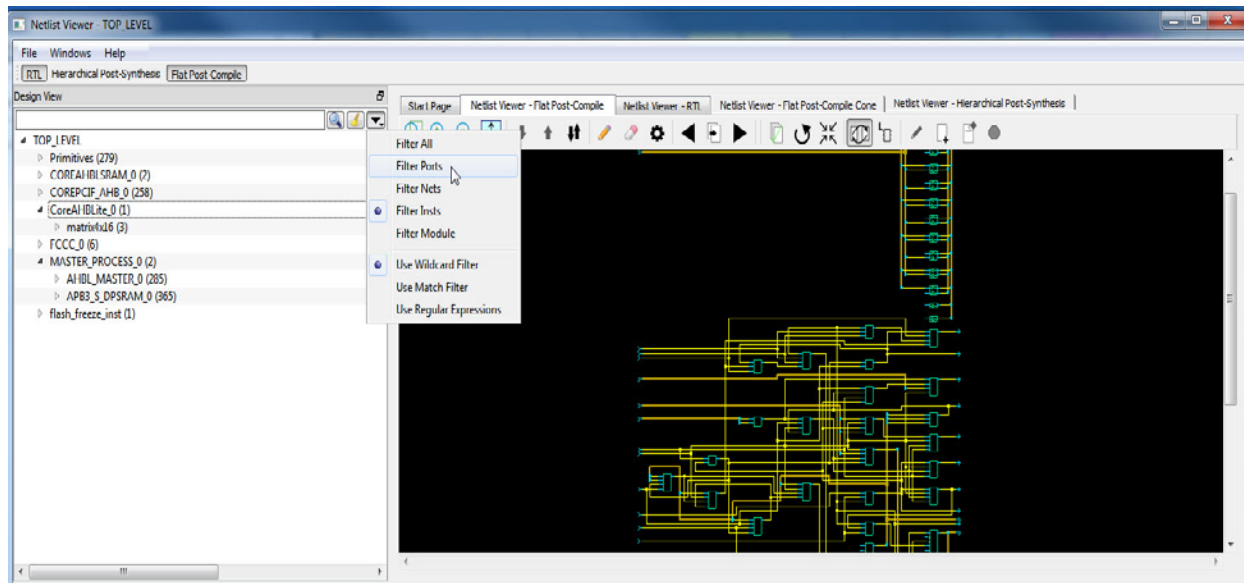 Netlist Viewer - TOP_LEVEL
File Windows Help
RTL Hierarchical Post-Synthesis Flat Post Compile
Design View
Start Page Netlist Viewer - Flat Post-Compile Netlist Viewer - RTL Netlist Viewer - Flat Post-Compile Cone Netlist Viewer - Hierarchical Post-Synthesis
TOP_LEVEL
Primitives (279)
COREAHBLSRAM_0 (2)
COREPCIF_AHB_0 (258)
CoreAHBLite_0 (1)
matrix4x16 (3)
FCCC_0 (6)
MASTER_PROCESS_0 (2)
AHBL_MASTER_0 (285)
APB3_S_DPSRAM_0 (365)
flash_freeze_inst (1)
Filter All
Filter Ports
Filter Nets
Filter Insts
Filter Module
Use Wildcard Filter
Use Match Filter
Use Regular Expressions